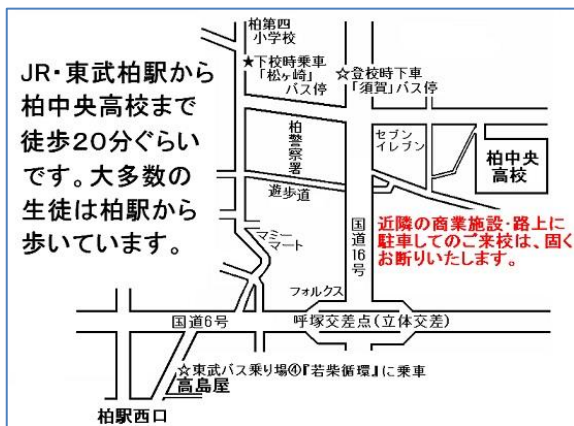 柏第四
小学校
★下校時乗車
「松ヶ崎」
バス停
☆登校時下車
「須賀」バス停
JR・東武柏駅から
柏中央高校まで
徒歩20分ぐらい
です。大多数の
生徒は柏駅から
歩いています。
柏警察署
セブン
イレブン
柏中央
高校
遊歩道
国道16号
近隣の商業施設・路上に
駐車してのご来校は、固く
お断りいたします。
マミー
マート
フォルクス
国道6号
呼塚交差点(立体交差)
☆東武バス乗り場④『若柴循環』に乗車
高島屋
柏駅西口